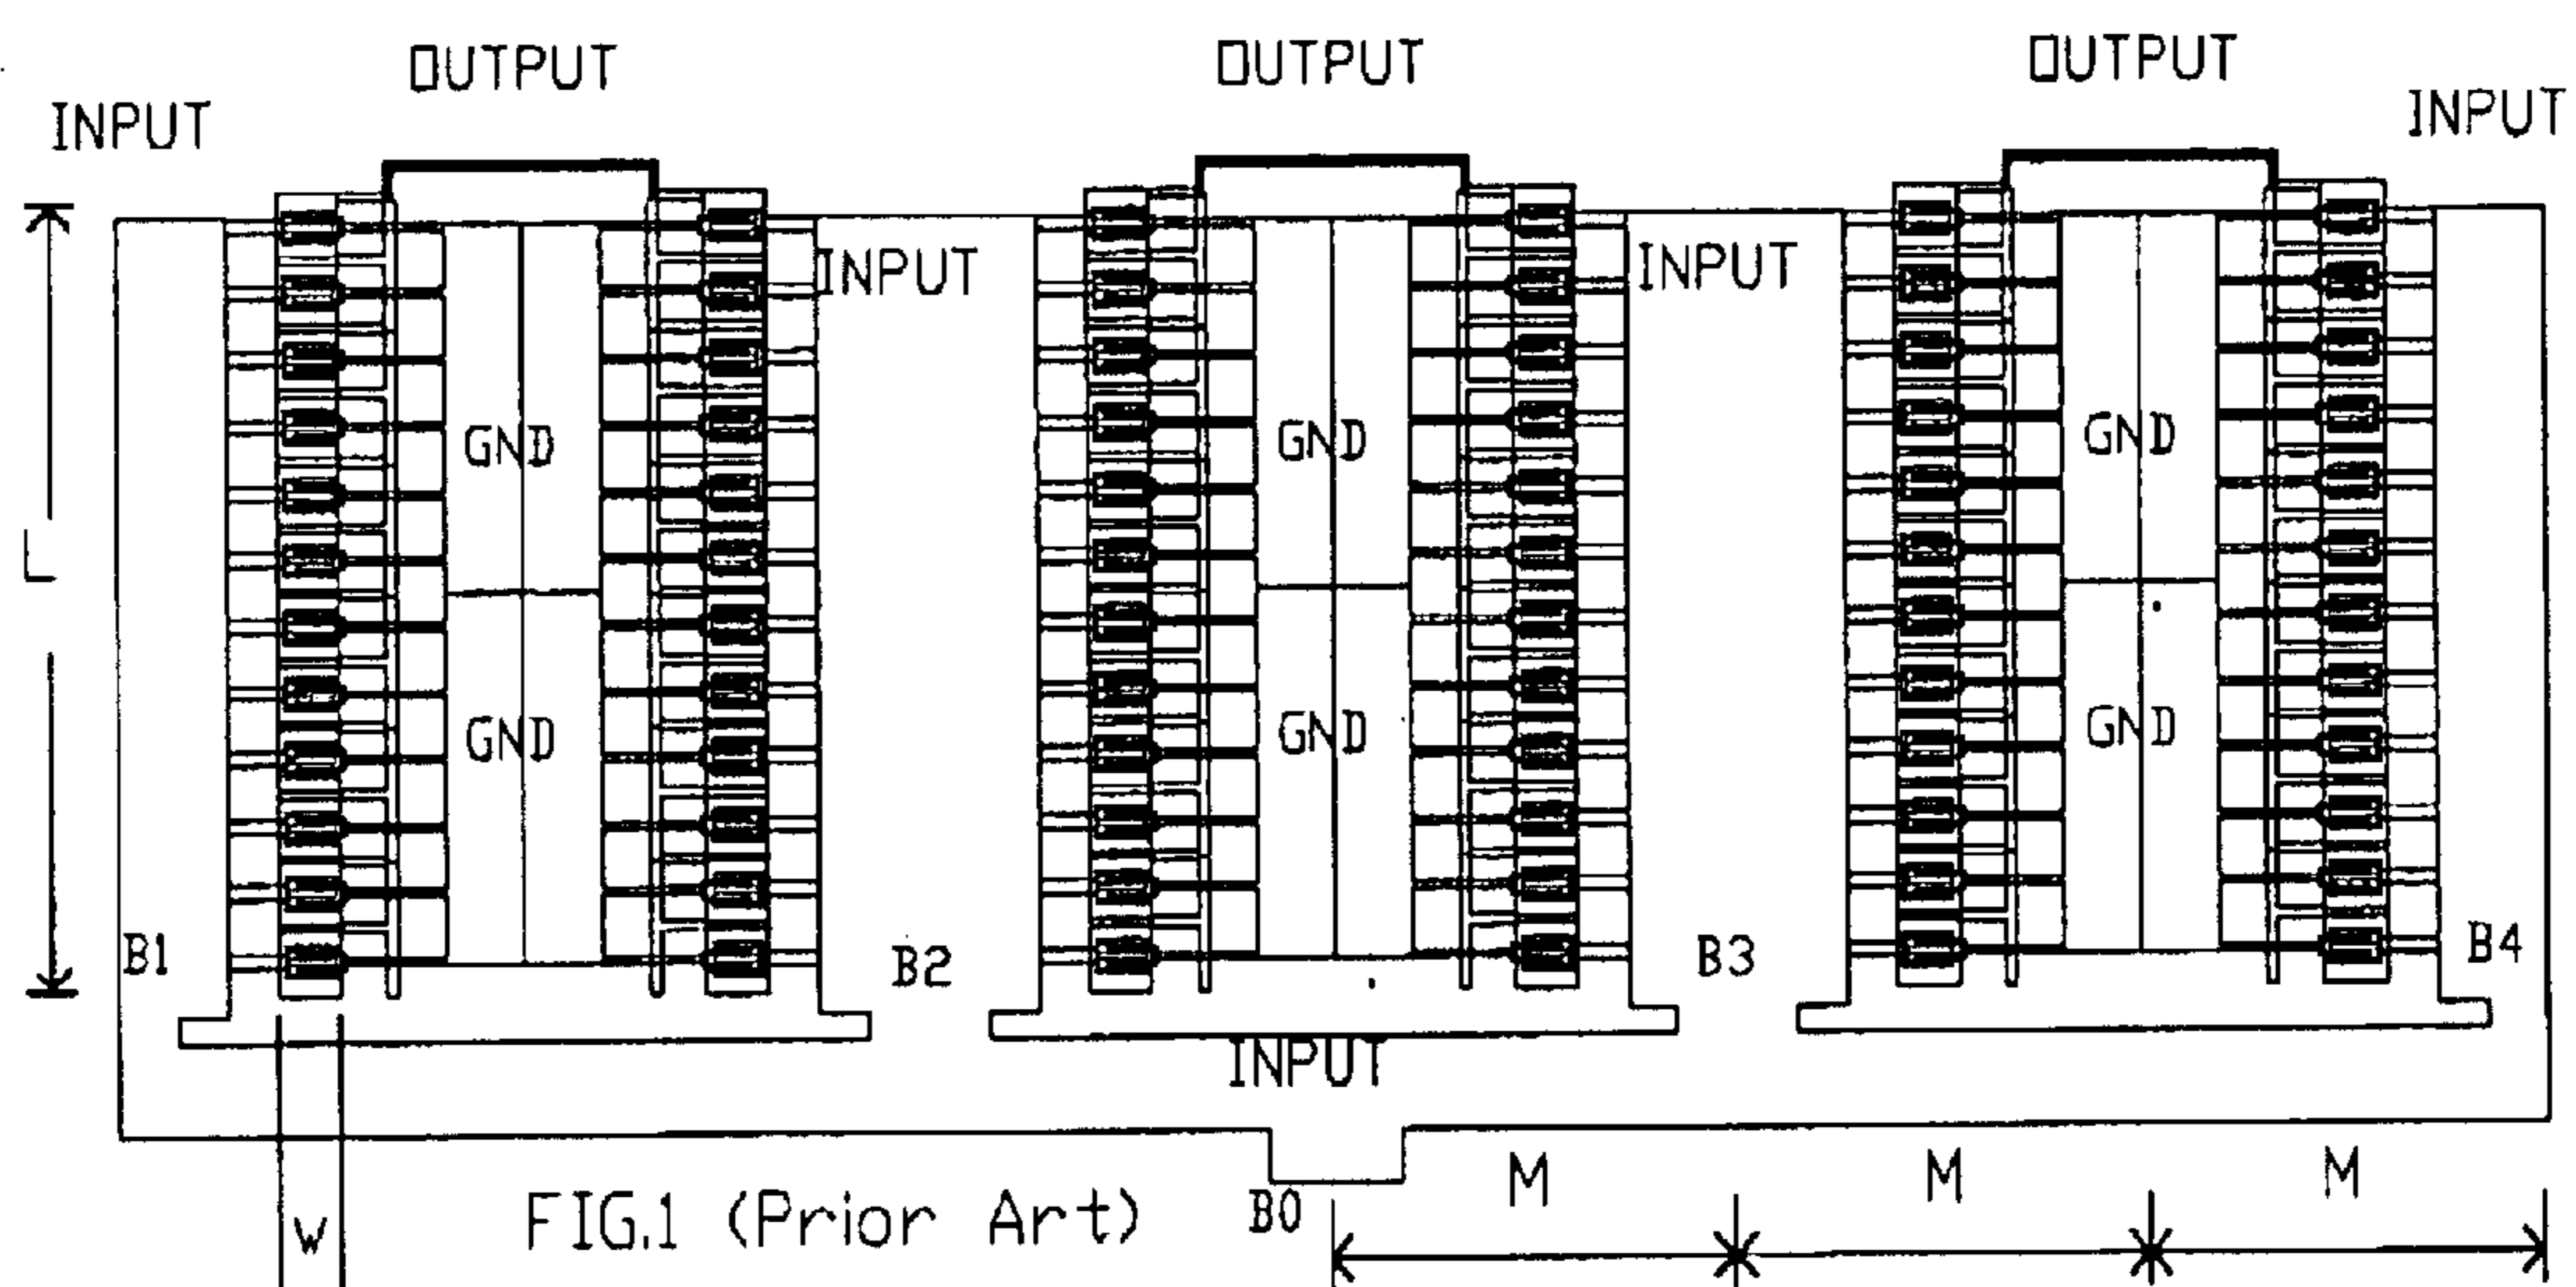 OUTPUT OUTPUT OUTPUT
INPUT INPUT
INPUT INPUT
GND GND GND
L
GND GND GND
B1 B2 B3 B4
INPUT
M M M
FIG.1 (Prior Art) B0
W